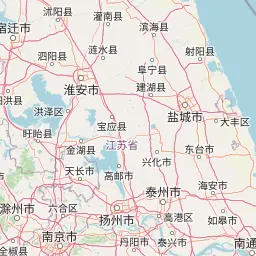 沭阳县
灌南县
滨海县
宿迁市
泗阳县
涟水县
射阳县
阜宁县
淮安市
建湖县
泗洪县
洪泽区
盐城市
大丰区
宝应县
盱眙县
江苏省
金湖县
兴化市
东台市
天长市
高邮市
泰州市
海安市
滁州市
六合区
扬州市
高港区
如皋市
南京市
南通
全椒县
丹阳市
泰兴市